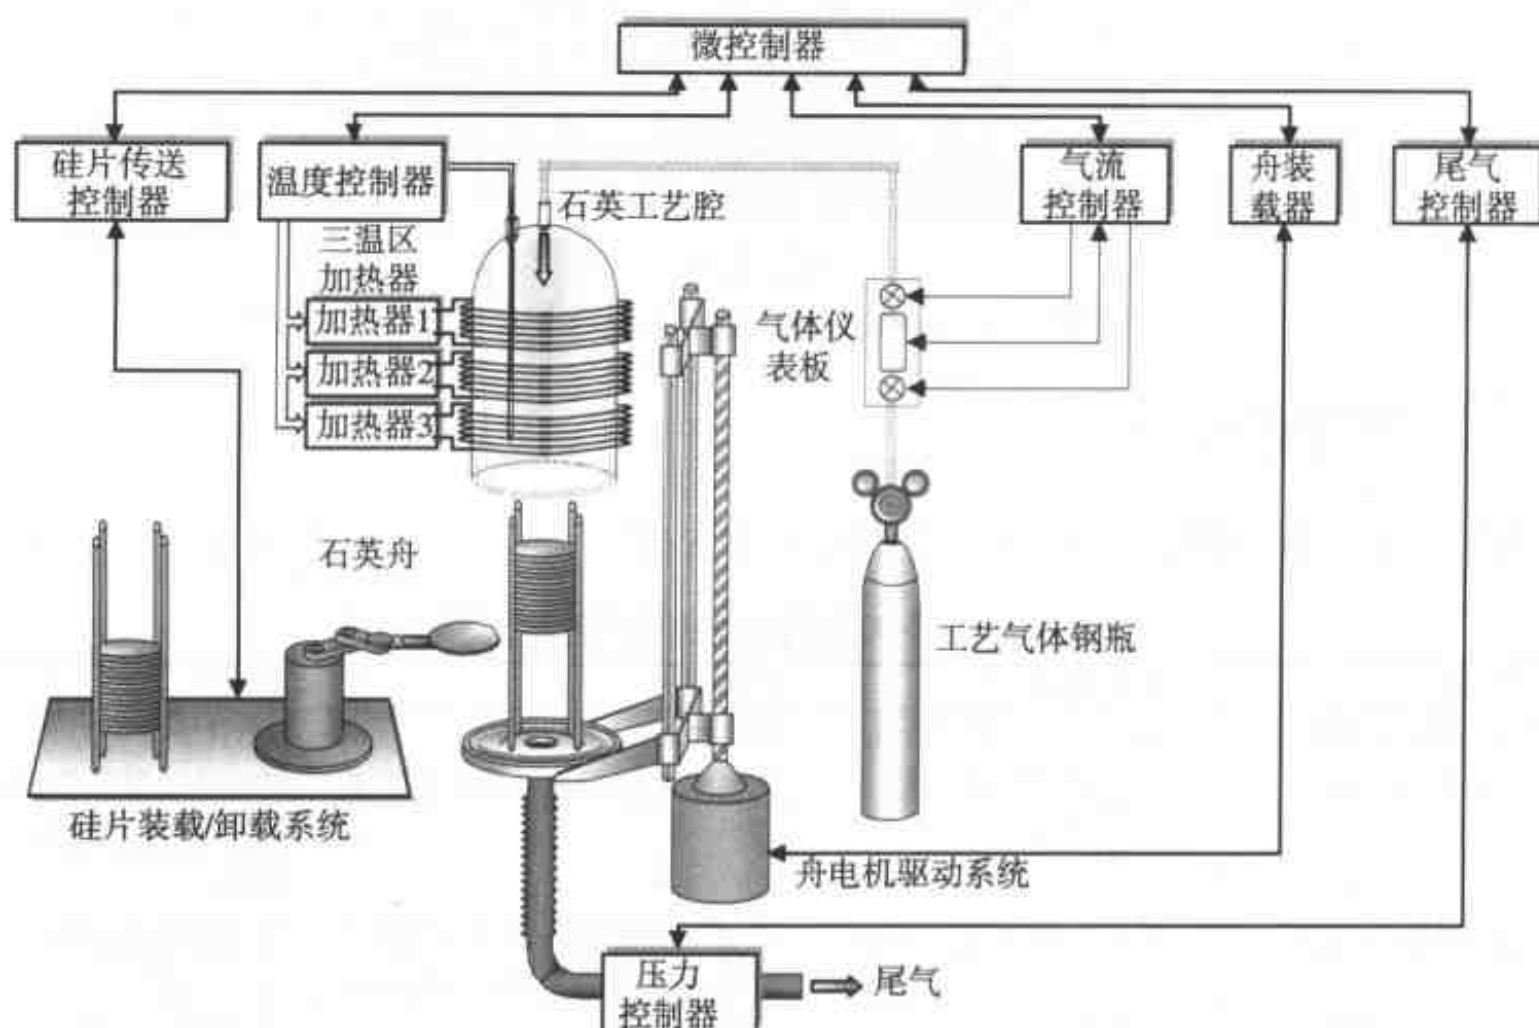 微控制器
硅片传送
控制器
温度控制器
气流
控制器
舟装
载器
尾气
控制器
石英工艺腔
三温区
加热器
加热器1
加热器2
加热器3
气体仪
表板
石英舟
工艺气体钢瓶
硅片装载/卸载系统
舟电机驱动系统
压力
控制器
尾气